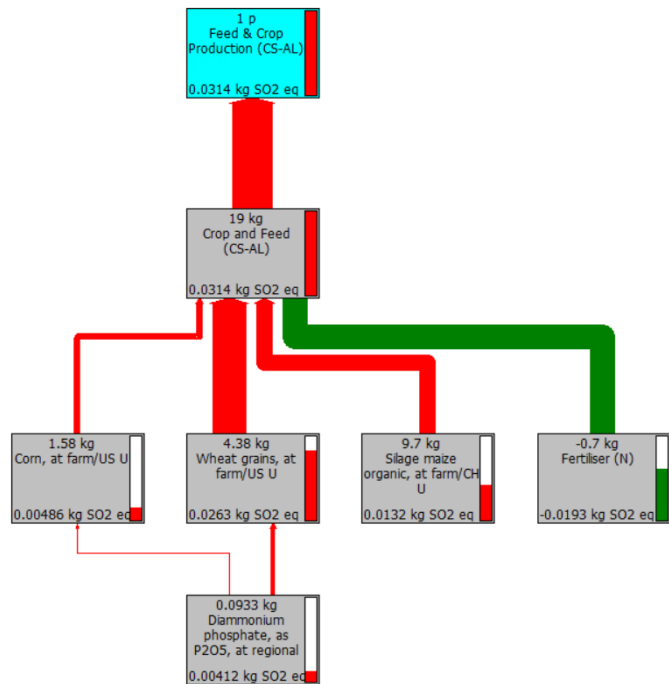 1 p
Feed & Crop
Production (CS-AL)
0.0314 kg SO2 eq
19 kg
Crop and Feed
(CS-AL)
0.0314 kg SO2 eq
1.58 kg
Corn, at farm/US U
0.00486 kg SO2 eq
4.38 kg
Wheat grains, at
farm/US U
0.0263 kg SO2 eq
9.7 kg
Silage maize
organic, at farm/CH
U
0.0132 kg SO2 eq
-0.7 kg
Fertiliser (N)
-0.0193 kg SO2 eq
0.0933 kg
Diammonium
phosphate, as
P2O5, at regional
0.00412 kg SO2 eq